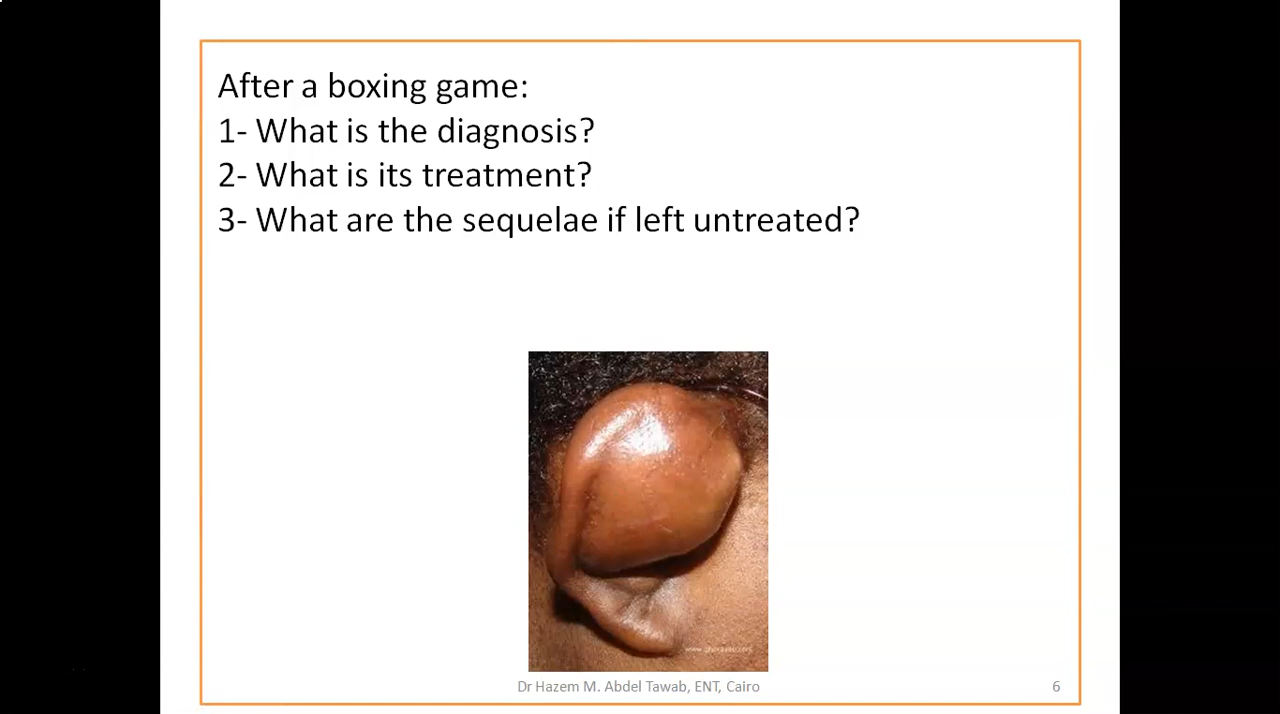 After a boxing game:
1- What is the diagnosis?
2- What is its treatment?
3- What are the sequelae if left untreated?
Dr Hazem M. Abdel Tawab, ENT, Cairo
6